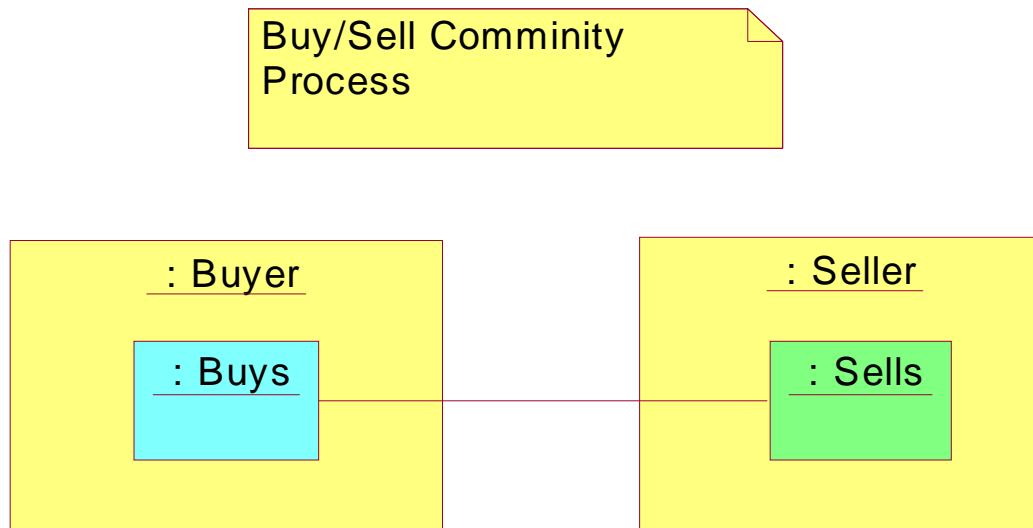 Buy/Sell Comminity
Process
: Buyer
: Seller
: Buys
: Sells